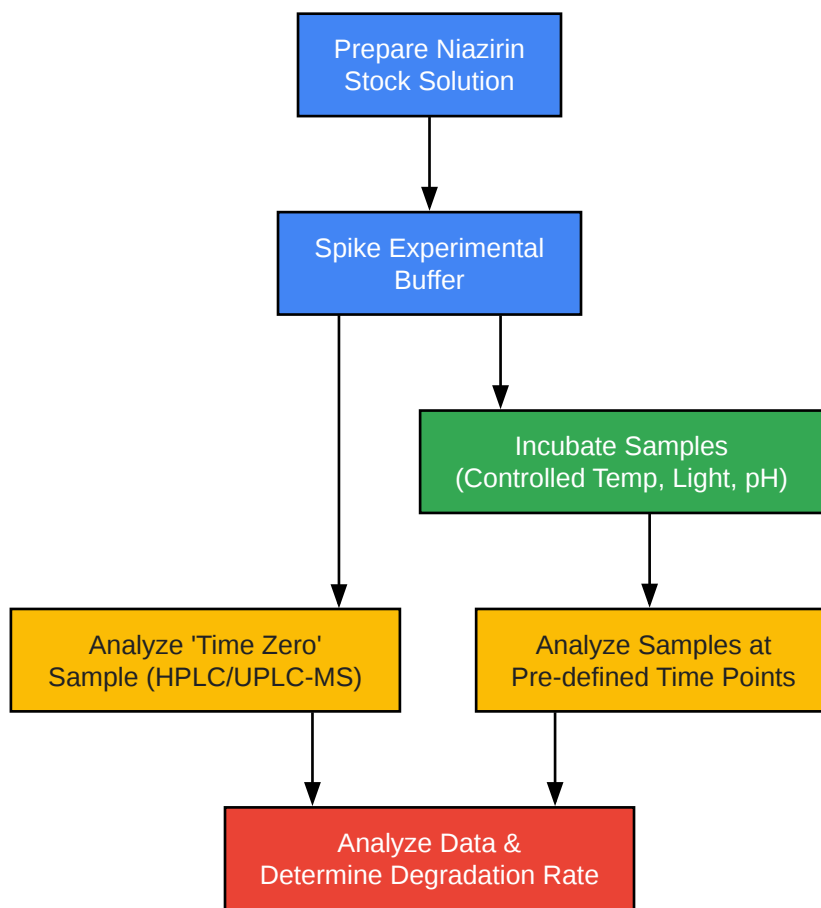 Prepare Niazirin
Stock Solution
Spike Experimental
Buffer
Incubate Samples
(Controlled Temp, Light, pH)
Analyze 'Time Zero'
Sample (HPLC/UPLC-MS)
Analyze Samples at
Pre-defined Time Points
Analyze Data &
Determine Degradation Rate